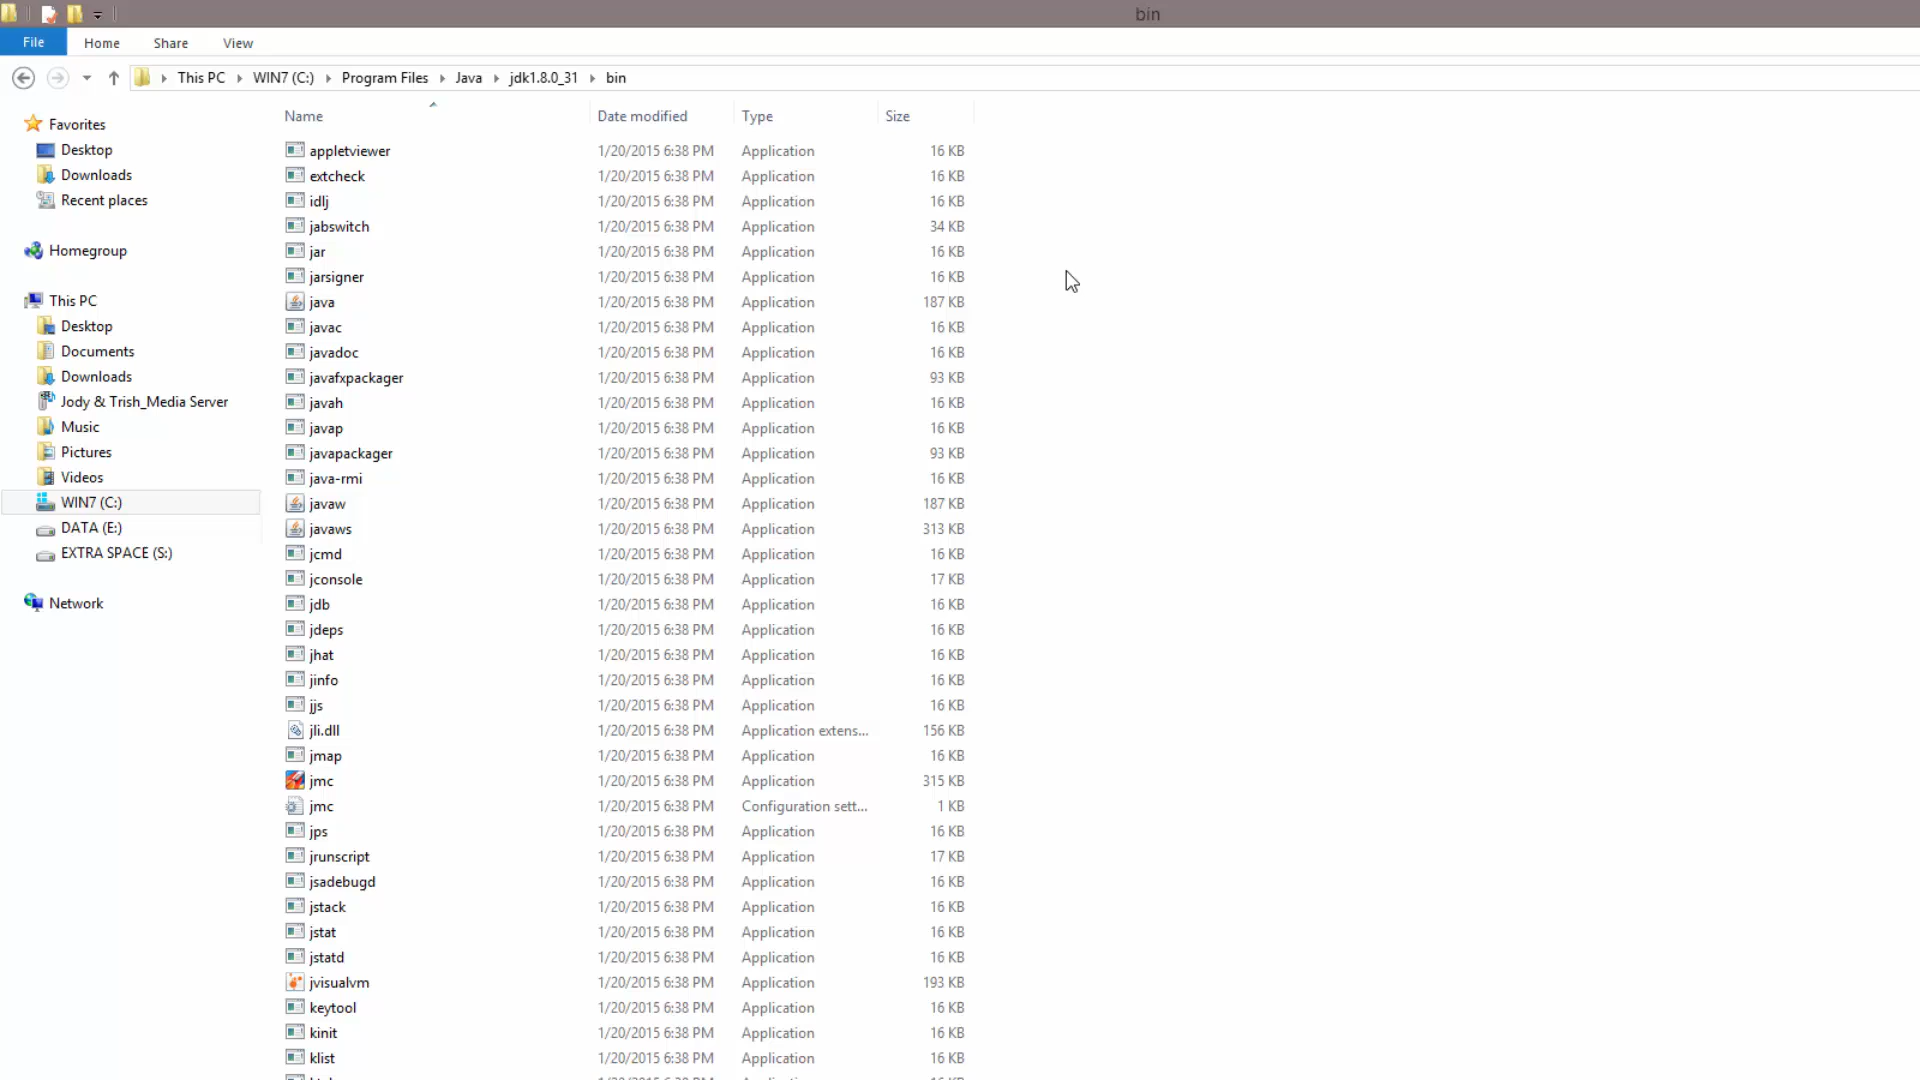 bin
File Home Share View
This PC WIN7 (C:) Program Files Java jdk1.8.0_31 bin
Name Date modified Type Size
Favorites
Desktop
Downloads
Recent places
Homegroup
This PC
Desktop
Documents
Downloads
Jody & Trish_Media Server
Music
Pictures
Videos
WIN7 (C:)
DATA (E:)
EXTRA SPACE (S:)
Network
appletviewer 1/20/2015 6:38 PM Application 16 KB
extcheck 1/20/2015 6:38 PM Application 16 KB
idlj 1/20/2015 6:38 PM Application 16 KB
jabswitch 1/20/2015 6:38 PM Application 34 KB
jar 1/20/2015 6:38 PM Application 16 KB
jarsigner 1/20/2015 6:38 PM Application 16 KB
java 1/20/2015 6:38 PM Application 187 KB
javac 1/20/2015 6:38 PM Application 16 KB
javadoc 1/20/2015 6:38 PM Application 16 KB
javafxpackager 1/20/2015 6:38 PM Application 93 KB
javah 1/20/2015 6:38 PM Application 16 KB
javap 1/20/2015 6:38 PM Application 16 KB
javapackager 1/20/2015 6:38 PM Application 93 KB
java-rmi 1/20/2015 6:38 PM Application 16 KB
javaw 1/20/2015 6:38 PM Application 187 KB
javaws 1/20/2015 6:38 PM Application 313 KB
jcmd 1/20/2015 6:38 PM Application 16 KB
jconsole 1/20/2015 6:38 PM Application 17 KB
jdb 1/20/2015 6:38 PM Application 16 KB
jdeps 1/20/2015 6:38 PM Application 16 KB
jhat 1/20/2015 6:38 PM Application 16 KB
jinfo 1/20/2015 6:38 PM Application 16 KB
jjs 1/20/2015 6:38 PM Application 16 KB
jli.dll 1/20/2015 6:38 PM Application extens... 156 KB
jmap 1/20/2015 6:38 PM Application 16 KB
jmc 1/20/2015 6:38 PM Application 315 KB
jmc 1/20/2015 6:38 PM Configuration sett... 1 KB
jps 1/20/2015 6:38 PM Application 16 KB
jrunscript 1/20/2015 6:38 PM Application 17 KB
jsadebugd 1/20/2015 6:38 PM Application 16 KB
jstack 1/20/2015 6:38 PM Application 16 KB
jstat 1/20/2015 6:38 PM Application 16 KB
jstatd 1/20/2015 6:38 PM Application 16 KB
jvisualvm 1/20/2015 6:38 PM Application 193 KB
keytool 1/20/2015 6:38 PM Application 16 KB
kinit 1/20/2015 6:38 PM Application 16 KB
klist 1/20/2015 6:38 PM Application 16 KB